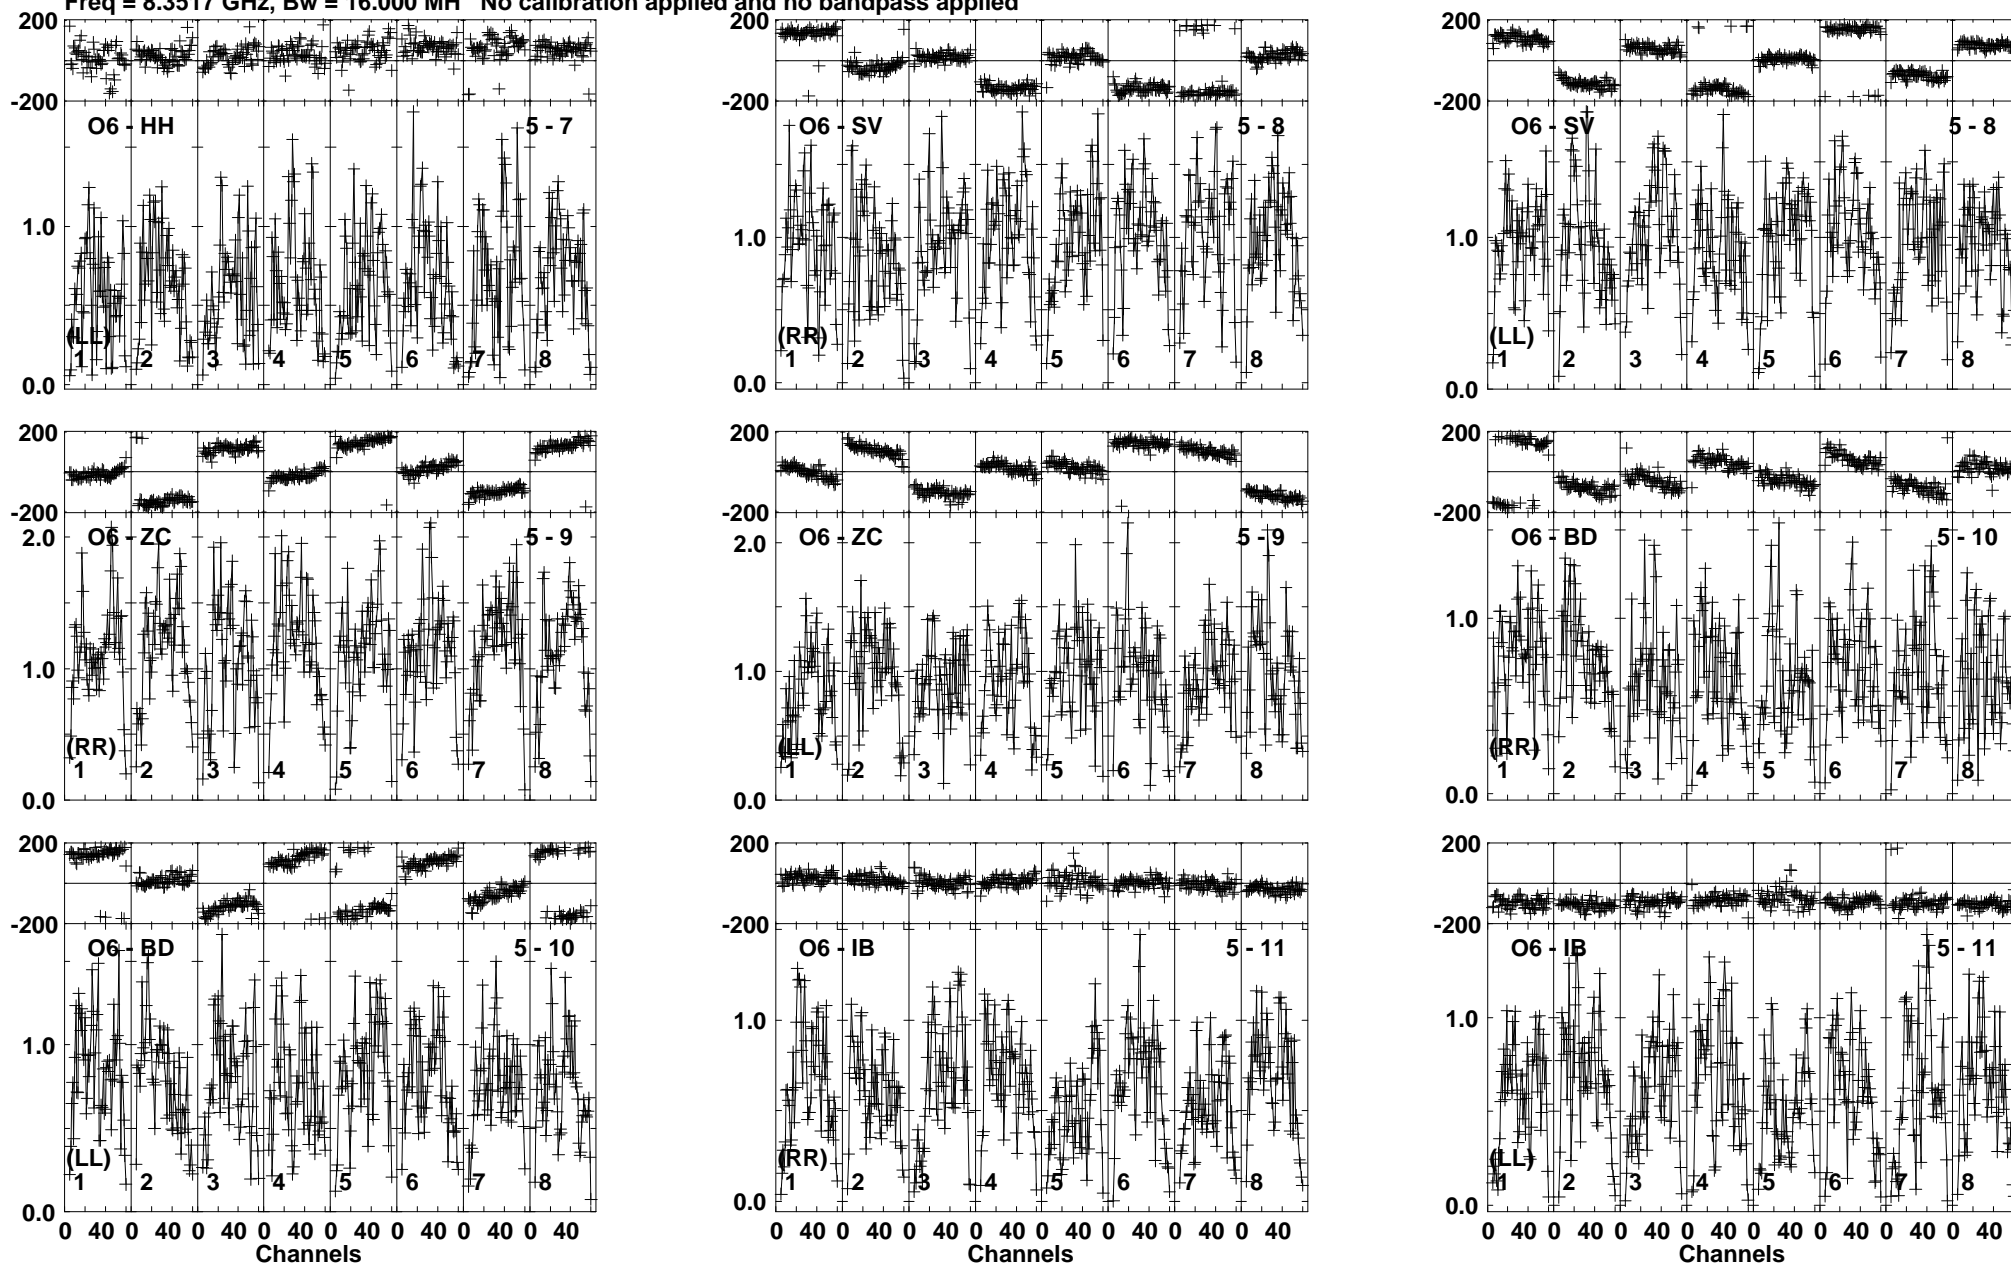 Freq = 8.3517 GHz, Bw = 16.000 MH No calibration applied and no bandpass applied
200
-200
O6 - HH 5 - 7
1.0
(LL)
1 2 3 4 5 6 7 8
0.0
200
-200
O6 - SV 5 - 8
1.0
(RR)
1 2 3 4 5 6 7 8
0.0
200
-200
O6 - SV 5 - 8
1.0
(LL)
1 2 3 4 5 6 7 8
0.0
200
-200
O6 - ZC 5 - 9
2.0
1.0
(RR)
1 2 3 4 5 6 7 8
0.0
200
-200
O6 - ZC 5 - 9
2.0
1.0
(LL)
1 2 3 4 5 6 7 8
0.0
200
-200
O6 - BD 5 - 10
1.0
(RR)
1 2 3 4 5 6 7 8
0.0
200
-200
O6 - BD 5 - 10
1.0
(LL)
1 2 3 4 5 6 7 8
0.0
0 40 0 40 0 40 0 40 0 40 0 40 0 40 0 40
Channels
200
-200
O6 - IB 5 - 11
1.0
(RR)
1 2 3 4 5 6 7 8
0.0
0 40 0 40 0 40 0 40 0 40 0 40 0 40 0 40
Channels
200
-200
O6 - IB 5 - 11
1.0
(LL)
1 2 3 4 5 6 7 8
0.0
0 40 0 40 0 40 0 40 0 40 0 40 0 40 0 40
Channels